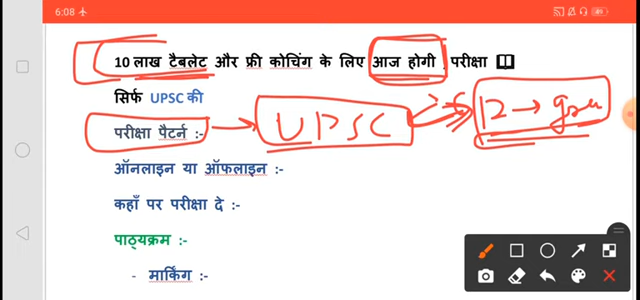 6:08
10 लाख टैबलेट और फ्री कोचिंग के लिए आज होगी परीक्षा
सिर्फ UPSC की
परीक्षा पैटर्न :- UPSC 12
ऑनलाइन या ऑफलाइन :-
कहाँ पर परीक्षा दे :-
पाठ्यक्रम :-
- मार्किंग :-